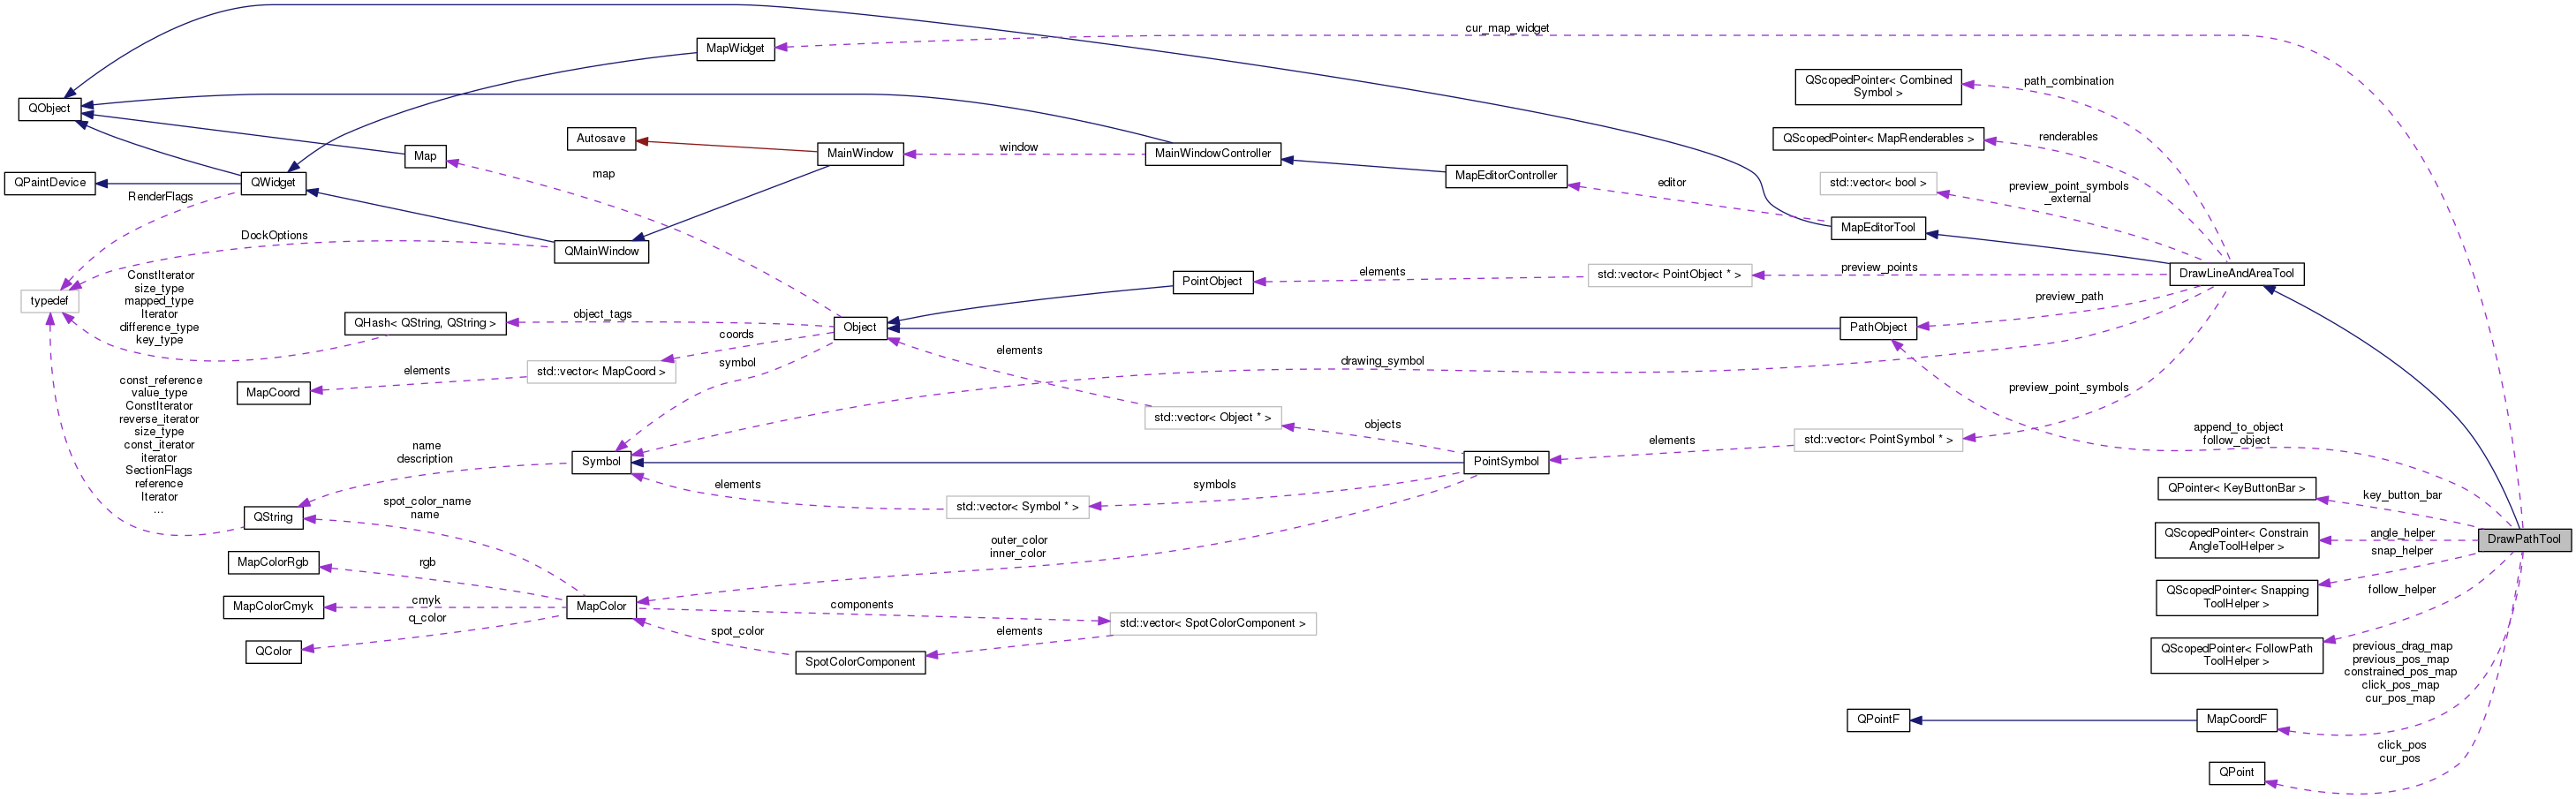 cur_map_widget
MapWidget
QScopedPointer< Combined
Symbol >
path_combination
QObject
Autosave
QScopedPointer< MapRenderables >
renderables
Map
MainWindow
window
MainWindowController
QPaintDevice
QWidget
map
MapEditorController
editor
std::vector< bool >
preview_point_symbols
_external
RenderFlags
DockOptions
QMainWindow
MapEditorTool
ConstIterator
size_type
mapped_type
Iterator
difference_type
key_type
typedef
PointObject
elements
std::vector< PointObject * >
preview_points
DrawLineAndAreaTool
QHash< QString, QString >
object_tags
Object
PathObject
preview_path
coords
symbol
elements
drawing_symbol
MapCoord
elements
std::vector< MapCoord >
const_reference
value_type
ConstIterator
reverse_iterator
size_type
const_iterator
iterator
SectionFlags
reference
Iterator
...
std::vector< Object * >
objects
preview_point_symbols
append_to_object
follow_object
name
description
Symbol
PointSymbol
elements
std::vector< PointSymbol * >
elements
symbols
std::vector< Symbol * >
QPointer< KeyButtonBar >
key_button_bar
QString
spot_color_name
name
outer_color
inner_color
QScopedPointer< Constrain
AngleToolHelper >
angle_helper
snap_helper
DrawPathTool
MapColorRgb
rgb
QScopedPointer< Snapping
ToolHelper >
follow_helper
MapColorCmyk
cmyk
MapColor
components
std::vector< SpotColorComponent >
q_color
QColor
spot_color
elements
SpotColorComponent
QScopedPointer< FollowPath
ToolHelper >
previous_drag_map
previous_pos_map
constrained_pos_map
click_pos_map
cur_pos_map
QPointF
MapCoordF
click_pos
cur_pos
QPoint